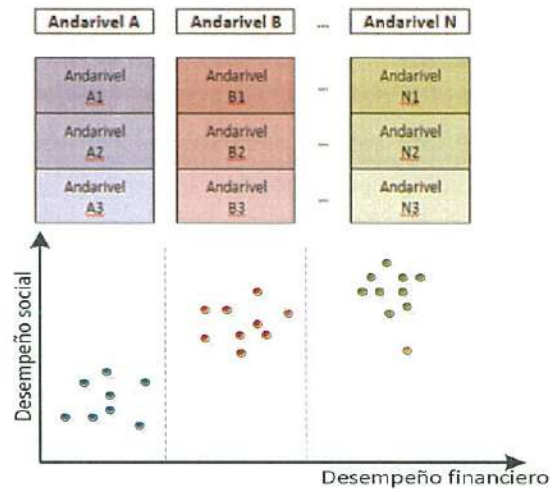 Andarivel A Andarivel B ... Andarivel N
Andarivel Andarivel ... Andarivel
A1 B1 N1
Andarivel Andarivel ... Andarivel
A2 B2 N2
Andarivel Andarivel ... Andarivel
A3 B3 N3
Desempeño social
Desempeño financiero